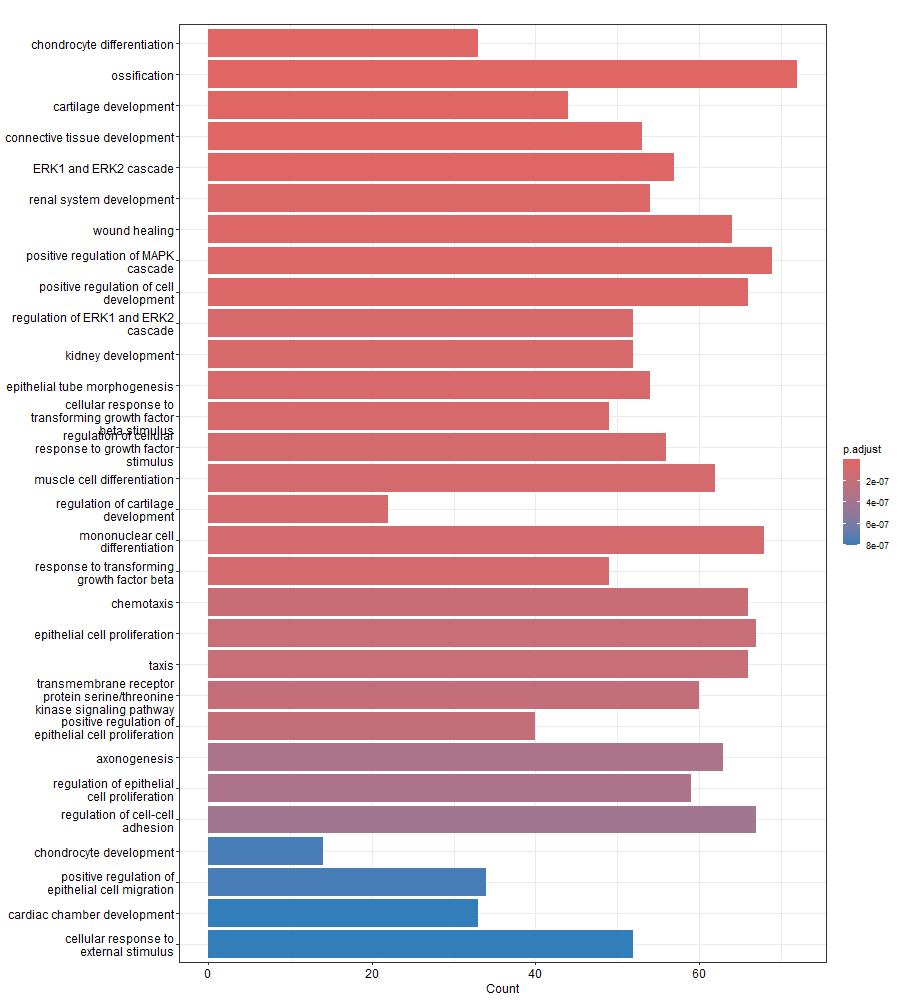 chondrocyte differentiation
ossification
cartilage development
connective tissue development
ERK1 and ERK2 cascade
renal system development
wound healing
positive regulation of MAPK
cascade
positive regulation of cell
development
regulation of ERK1 and ERK2
cascade
kidney development
epithelial tube morphogenesis
cellular response to
transforming growth factor
beta stimulus
regulation of cellular
response to growth factor
stimulus
muscle cell differentiation
regulation of cartilage
development
mononuclear cell
differentiation
response to transforming
growth factor beta
chemotaxis
epithelial cell proliferation
taxis
transmembrane receptor
protein serine/threonine
kinase signaling pathway
positive regulation of
epithelial cell proliferation
axonogenesis
regulation of epithelial
cell proliferation
regulation of cell-cell
adhesion
chondrocyte development
positive regulation of
epithelial cell migration
cardiac chamber development
cellular response to
external stimulus
0 20 40 60
Count
p.adjust
2e-07
4e-07
6e-07
8e-07